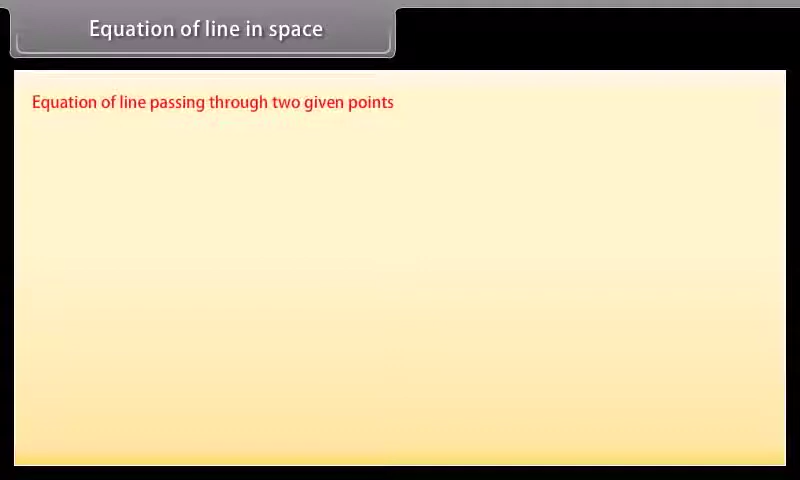 Equation of line in space
Equation of line passing through two given points